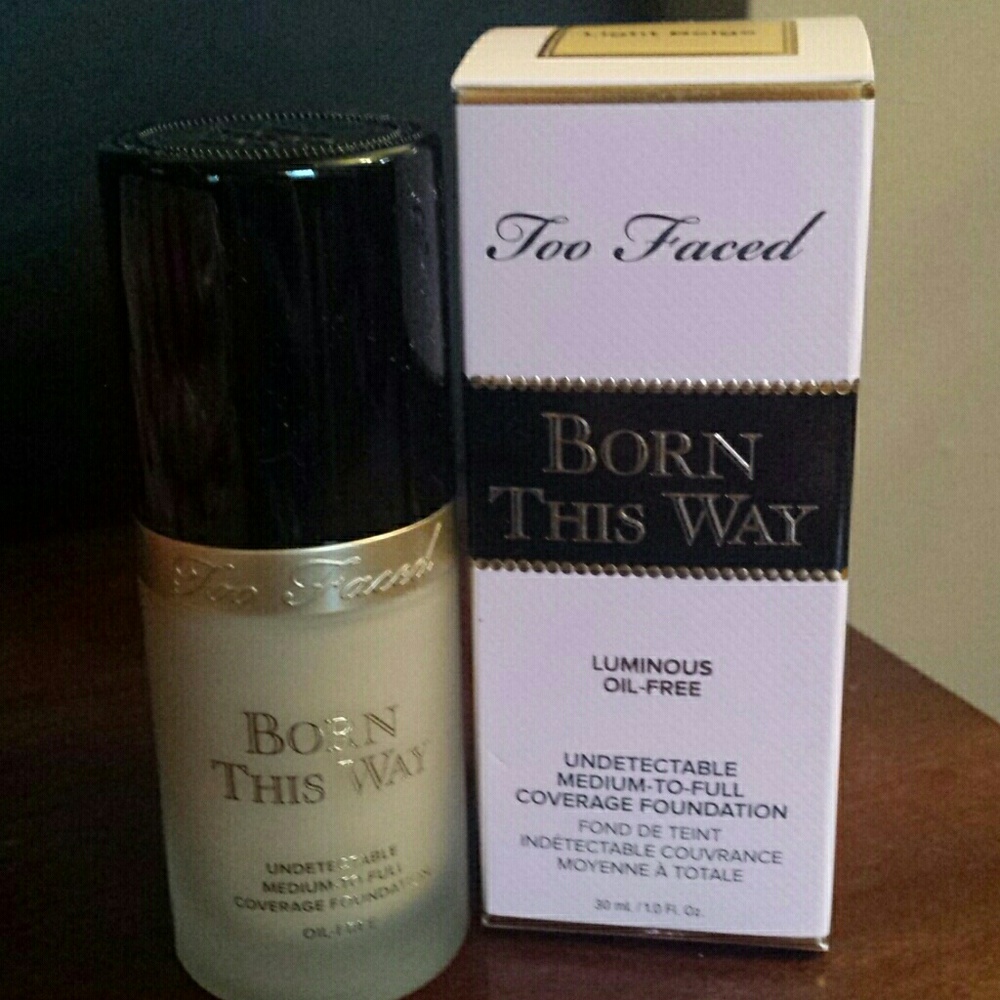 Light Beige
Too Faced
BORN
THIS WAY
LUMINOUS
OIL-FREE
UNDETECTABLE
MEDIUM-TO-FULL
COVERAGE FOUNDATION
FOND DE TEINT
INDÉTECTABLE COUVRANCE
MOYENNE À TOTALE
30 mL / 1.0 Fl. Oz.
Too Faced
BORN
THIS WAY
UNDETECTABLE
MEDIUM-TO-FULL
COVERAGE FOUNDATION
OIL-FREE